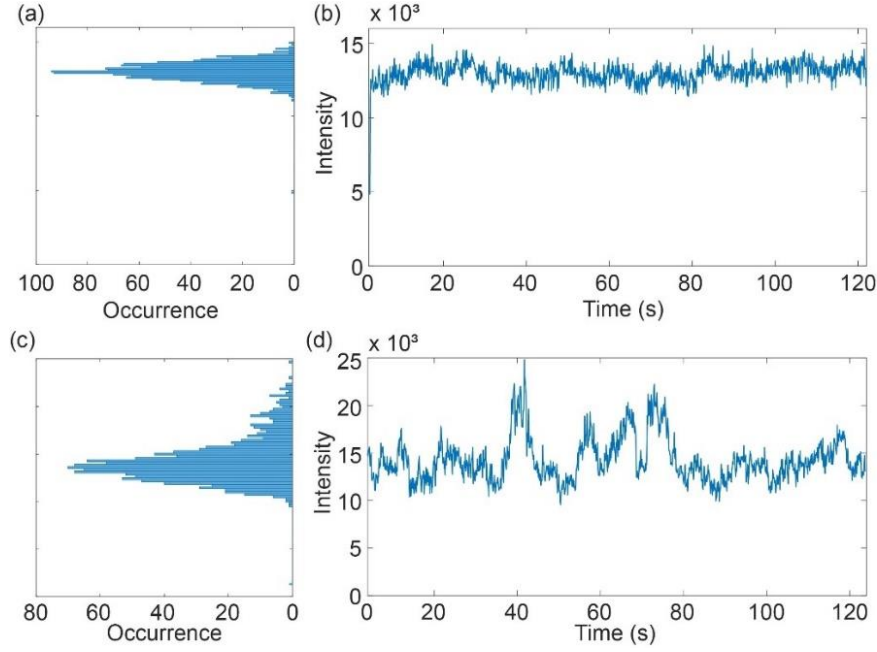 (a)
100 80 60 40 20 0
Occurrence
(b)
x 10³
15
10
5
0
Intensity
0 20 40 60 80 100 120
Time (s)
(c)
80 60 40 20 0
Occurrence
(d)
x 10³
25
20
15
10
5
0
Intensity
0 20 40 60 80 100 120
Time (s)